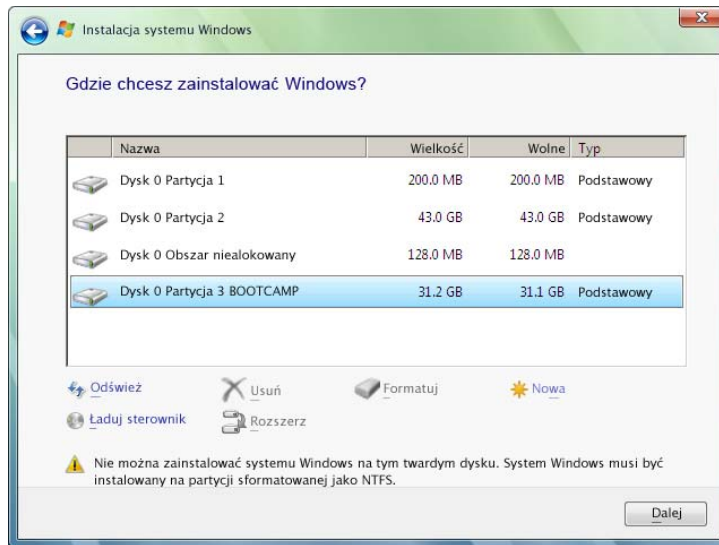 Instalacja systemu Windows
Gdzie chcesz zainstalować Windows?
Nazwa Wielkość Wolne Typ
Dysk 0 Partycja 1 200.0 MB 200.0 MB Podstawowy
Dysk 0 Partycja 2 43.0 GB 43.0 GB Podstawowy
Dysk 0 Obszar niealokowany 128.0 MB 128.0 MB
Dysk 0 Partycja 3 BOOTCAMP 31.2 GB 31.1 GB Podstawowy
Odśwież Usuń Formatuj Nowa
Ładuj sterownik Rozszerz
Nie można zainstalować systemu Windows na tym twardym dysku. System Windows musi być
instalowany na partycji sformatowanej jako NTFS.
Dalej